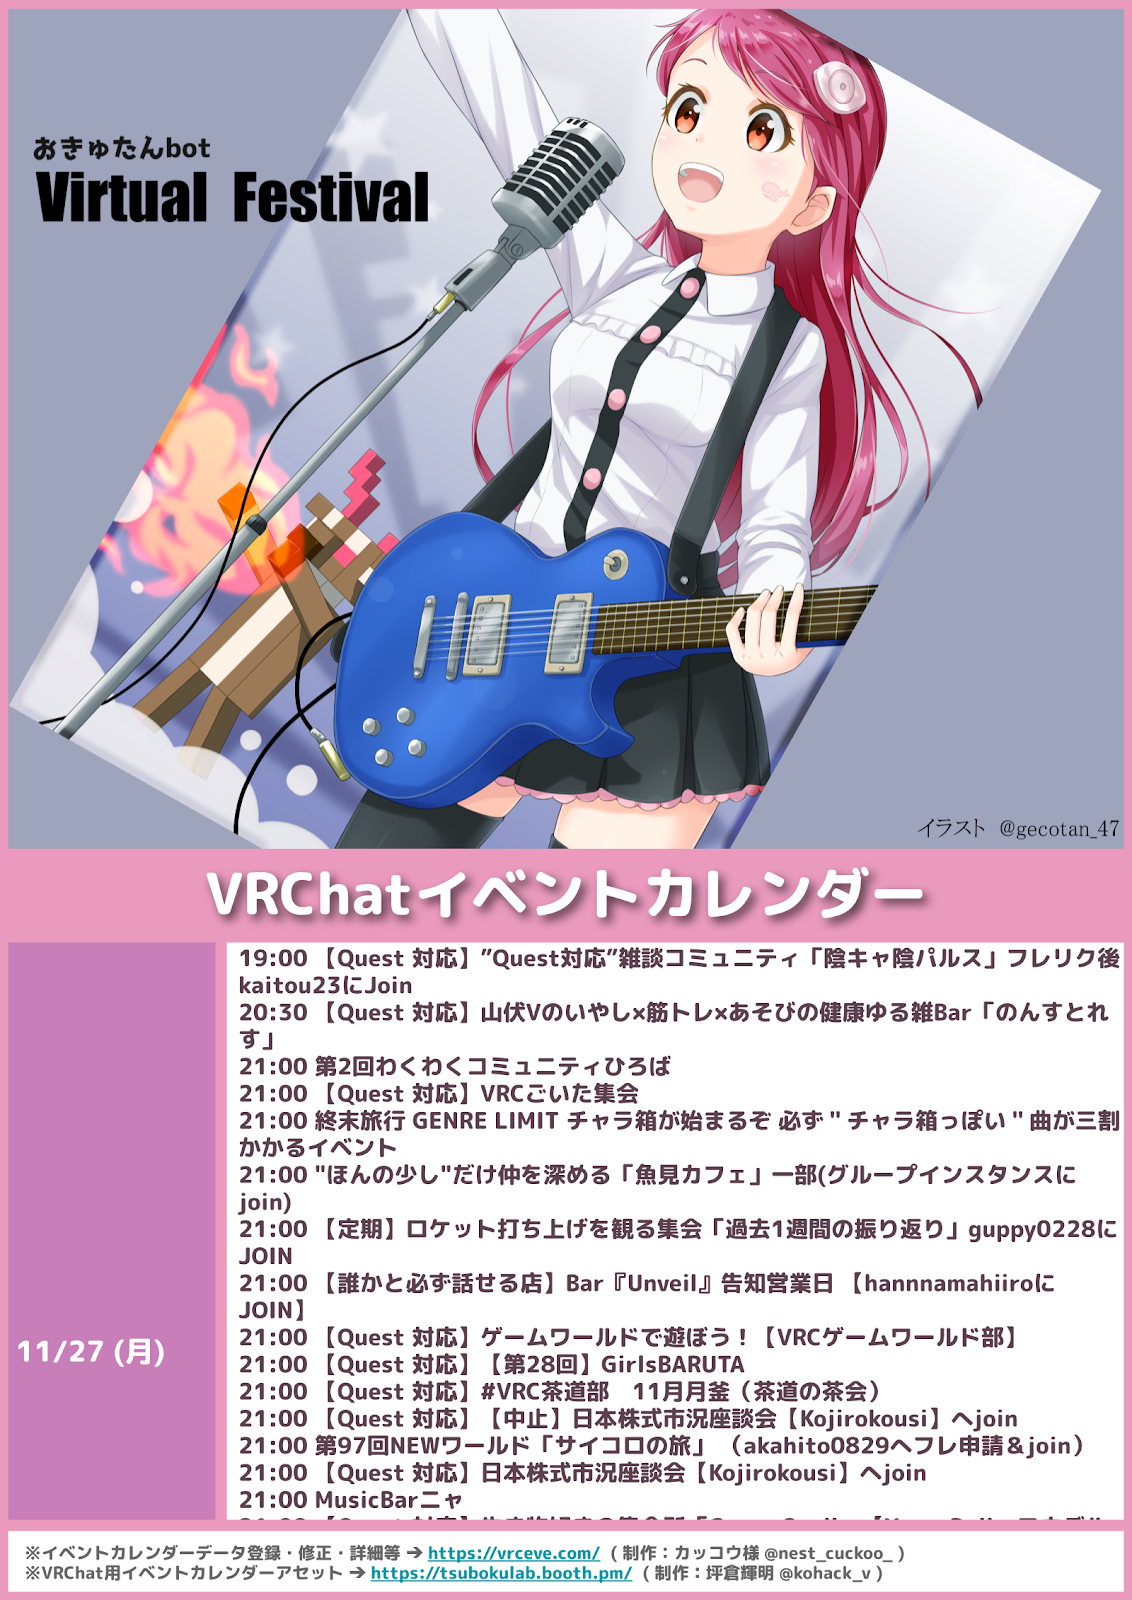 おきゅたんbot
Virtual Festival
イラスト @gecotan_47
VRChatイベントカレンダー
11/27 (月)
19:00 【Quest 対応】”Quest対応”雑談コミュニティ「陰キャ陰パルス」フレリク後
kaitou23にJoin
20:30 【Quest 対応】山伏Vのいやし×筋トレ×あそびの健康ゆる雑Bar「のんすとれ
す」
21:00 第2回わくわくコミュニティひろば
21:00 【Quest 対応】VRCごいた集会
21:00 終末旅行 GENRE LIMIT チャラ箱が始まるぞ 必ず " チャラ箱っぽい " 曲が三割
かかるイベント
21:00 "ほんの少し"だけ仲を深める「魚見カフェ」一部(グループインスタンスに
join)
21:00 【定期】ロケット打ち上げを観る集会「過去1週間の振り返り」guppy0228に
JOIN
21:00 【誰かと必ず話せる店】Bar『Unveil』告知営業日 【hannnamahiiroに
JOIN】
21:00 【Quest 対応】ゲームワールドで遊ぼう！【VRCゲームワールド部】
21:00 【Quest 対応】【第28回】GirlsBARUTA
21:00 【Quest 対応】#VRC茶道部　11月月釜（茶道の茶会）
21:00 【Quest 対応】【中止】日本株式市況座談会【Kojirokousi】へjoin
21:00 第97回NEWワールド「サイコロの旅」（akahito0829へフレ申請＆join）
21:00 【Quest 対応】日本株式市況座談会【Kojirokousi】へjoin
21:00 MusicBarニャ
※イベントカレンダーデータ登録・修正・詳細等 ➔ https://vrceve.com/ ( 制作：カッコウ様 @nest_cuckoo_ )
※VRChat用イベントカレンダーアセット ➔ https://tsubokulab.booth.pm/ ( 制作：坪倉輝明 @kohack_v )